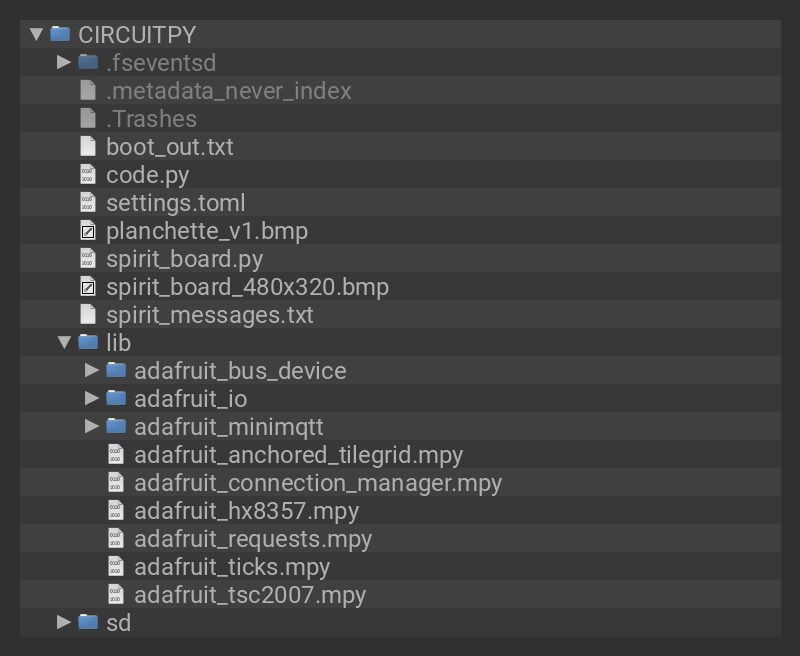 CIRCUITPY
.fseventsd
.metadata_never_index
.Trashes
boot_out.txt
code.py
settings.toml
planchette_v1.bmp
spirit_board.py
spirit_board_480x320.bmp
spirit_messages.txt
lib
adafruit_bus_device
adafruit_io
adafruit_minimqtt
adafruit_anchored_tilegrid.mpy
adafruit_connection_manager.mpy
adafruit_hx8357.mpy
adafruit_requests.mpy
adafruit_ticks.mpy
adafruit_tsc2007.mpy
sd